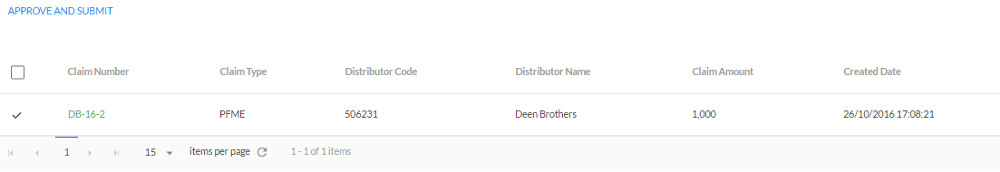 APPROVE AND SUBMIT
Claim Number Claim Type Distributor Code Distributor Name Claim Amount Created Date
DB-16-2 PFME 506231 Deen Brothers 1,000 26/10/2016 17:08:21
1 15 items per page 1 - 1 of 1 items